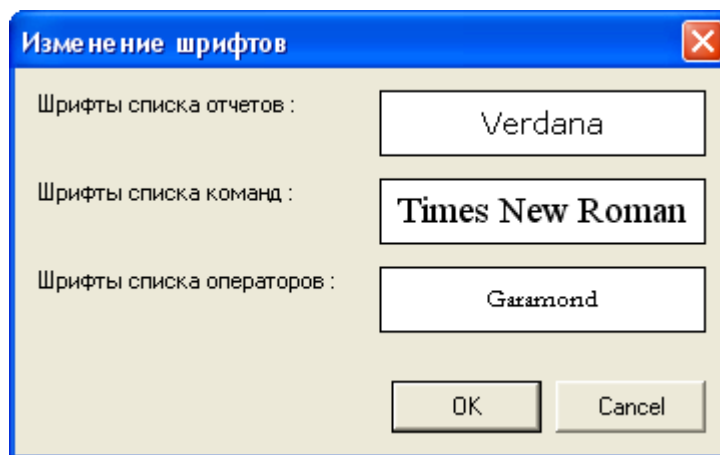 Изменение шрифтов
Шрифты списка отчетов :
Verdana
Шрифты списка команд :
Times New Roman
Шрифты списка операторов :
Garamond
OK
Cancel